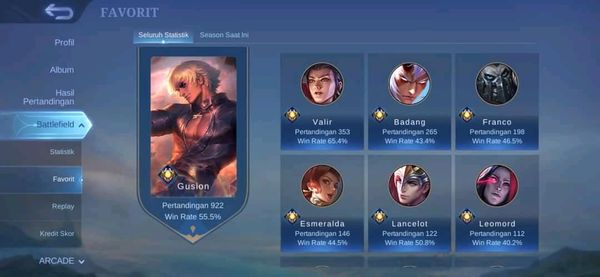 FAVORIT
Profil
Album
Hasil
Pertandingan
Battlefield
Statistik
Favorit
Replay
Kredit Skor
ARCADE
Seluruh Statistik
Season Saat Ini
Guslon
Pertandingan 922
Win Rate 55.5%
Valir
Pertandingan 353
Win Rate 65.4%
Badang
Pertandingan 265
Win Rate 43.4%
Franco
Pertandingan 198
Win Rate 46.5%
Esmeralda
Pertandingan 146
Win Rate 44.5%
Lancelot
Pertandingan 122
Win Rate 50.8%
Leomord
Pertandingan 112
Win Rate 40.2%